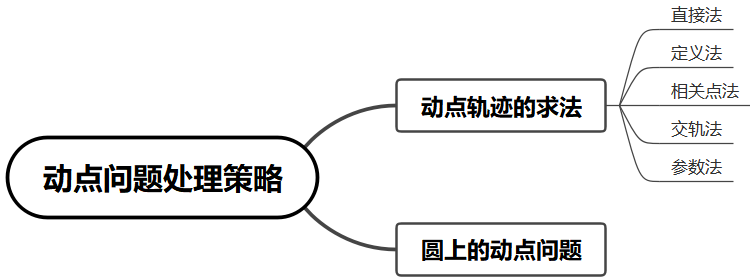 动点问题处理策略
动点轨迹的求法
直接法
定义法
相关点法
交轨法
参数法
圆上的动点问题